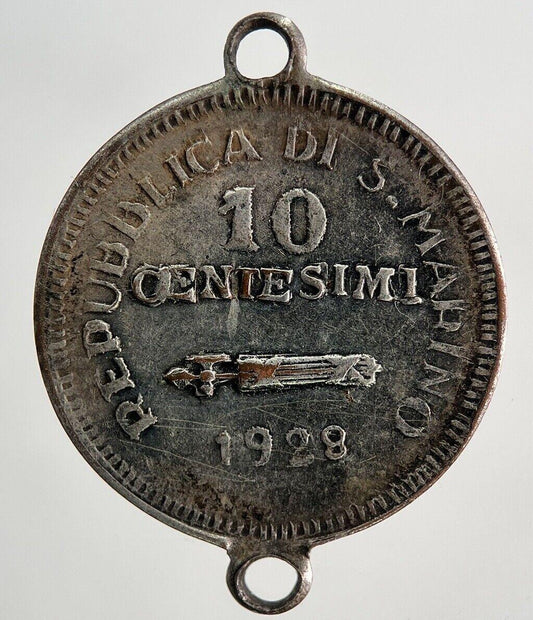 REPUBBLICA DI S. MARINO
10
CENTESIMI
1928